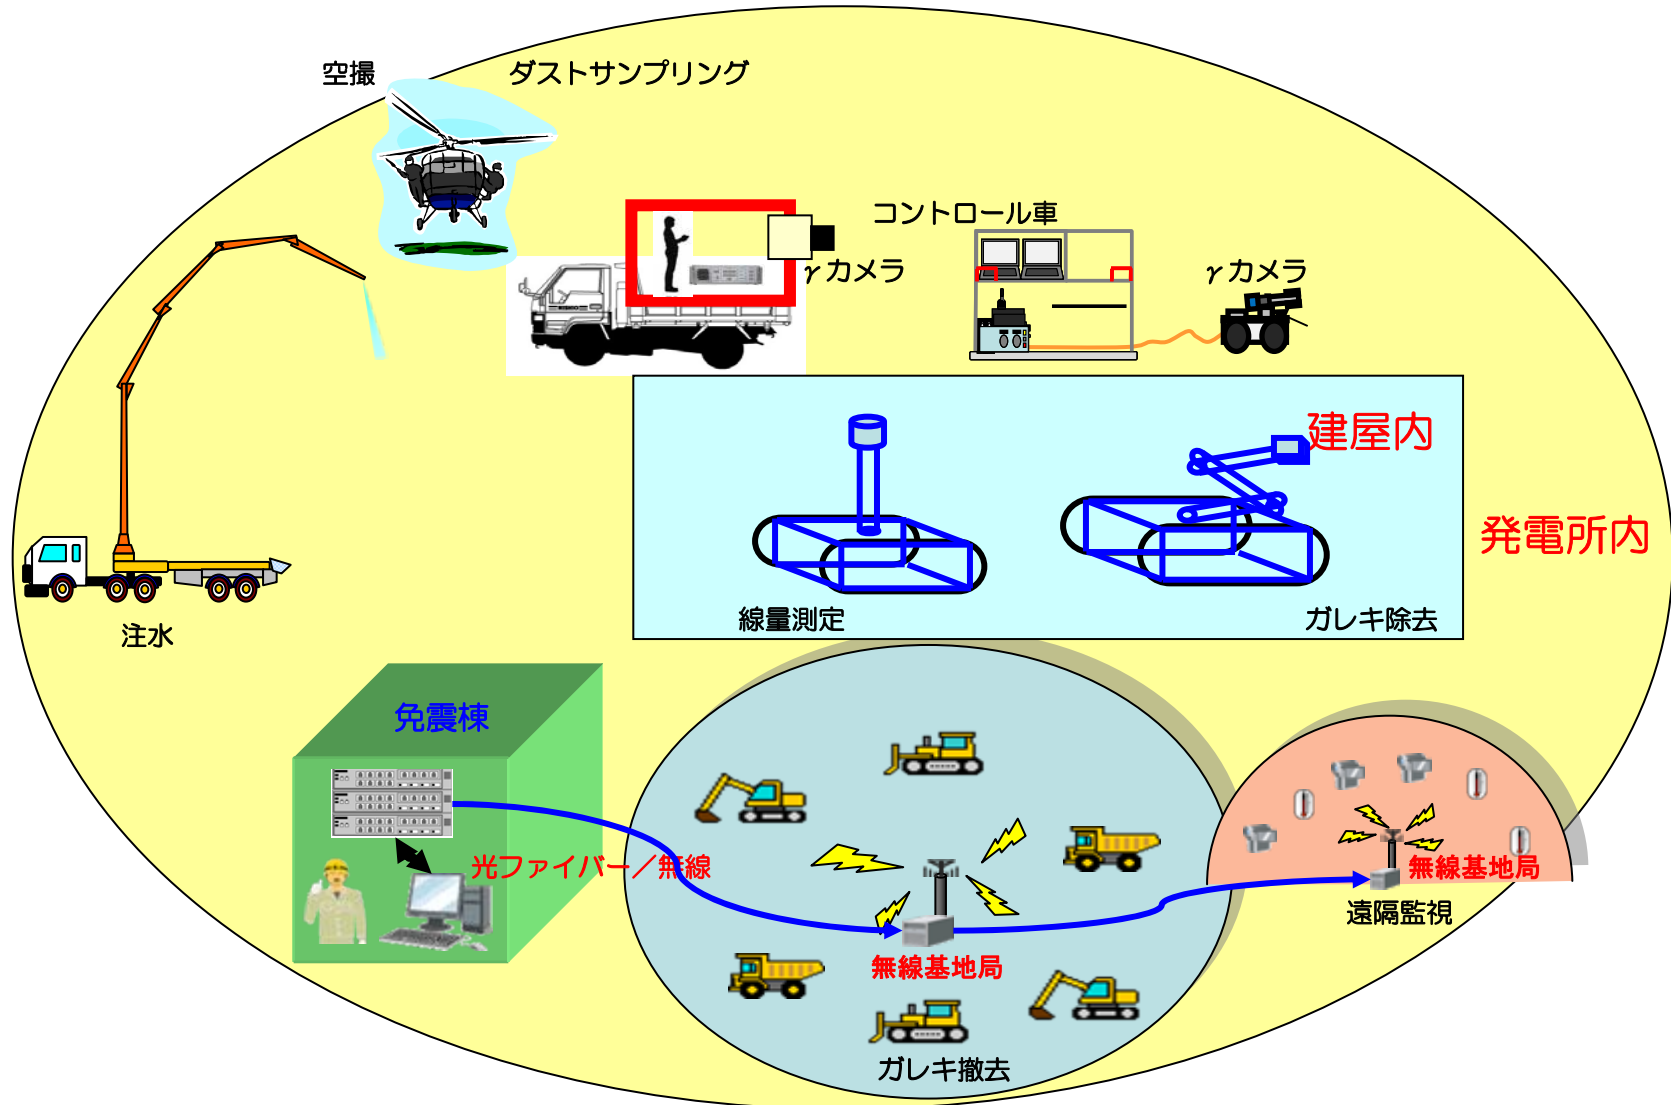 空撮
ダストサンプリング
コントロール車
γカメラ
γカメラ
建屋内
発電所内
線量測定
ガレキ除去
注水
免震棟
光ファイバー／無線
無線基地局
遠隔監視
無線基地局
ガレキ撤去